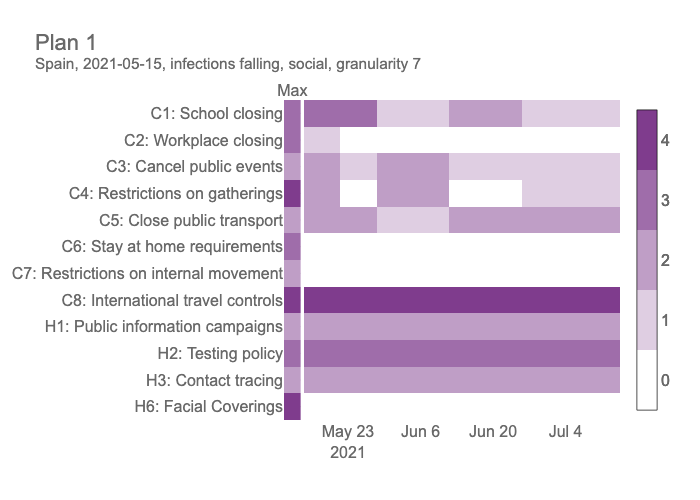 Plan 1
Spain, 2021-05-15, infections falling, social, granularity 7
Max
C1: School closing
C2: Workplace closing
C3: Cancel public events
C4: Restrictions on gatherings
C5: Close public transport
C6: Stay at home requirements
C7: Restrictions on internal movement
C8: International travel controls
H1: Public information campaigns
H2: Testing policy
H3: Contact tracing
H6: Facial Coverings
4
3
2
1
0
May 23 Jun 6 Jun 20 Jul 4
2021